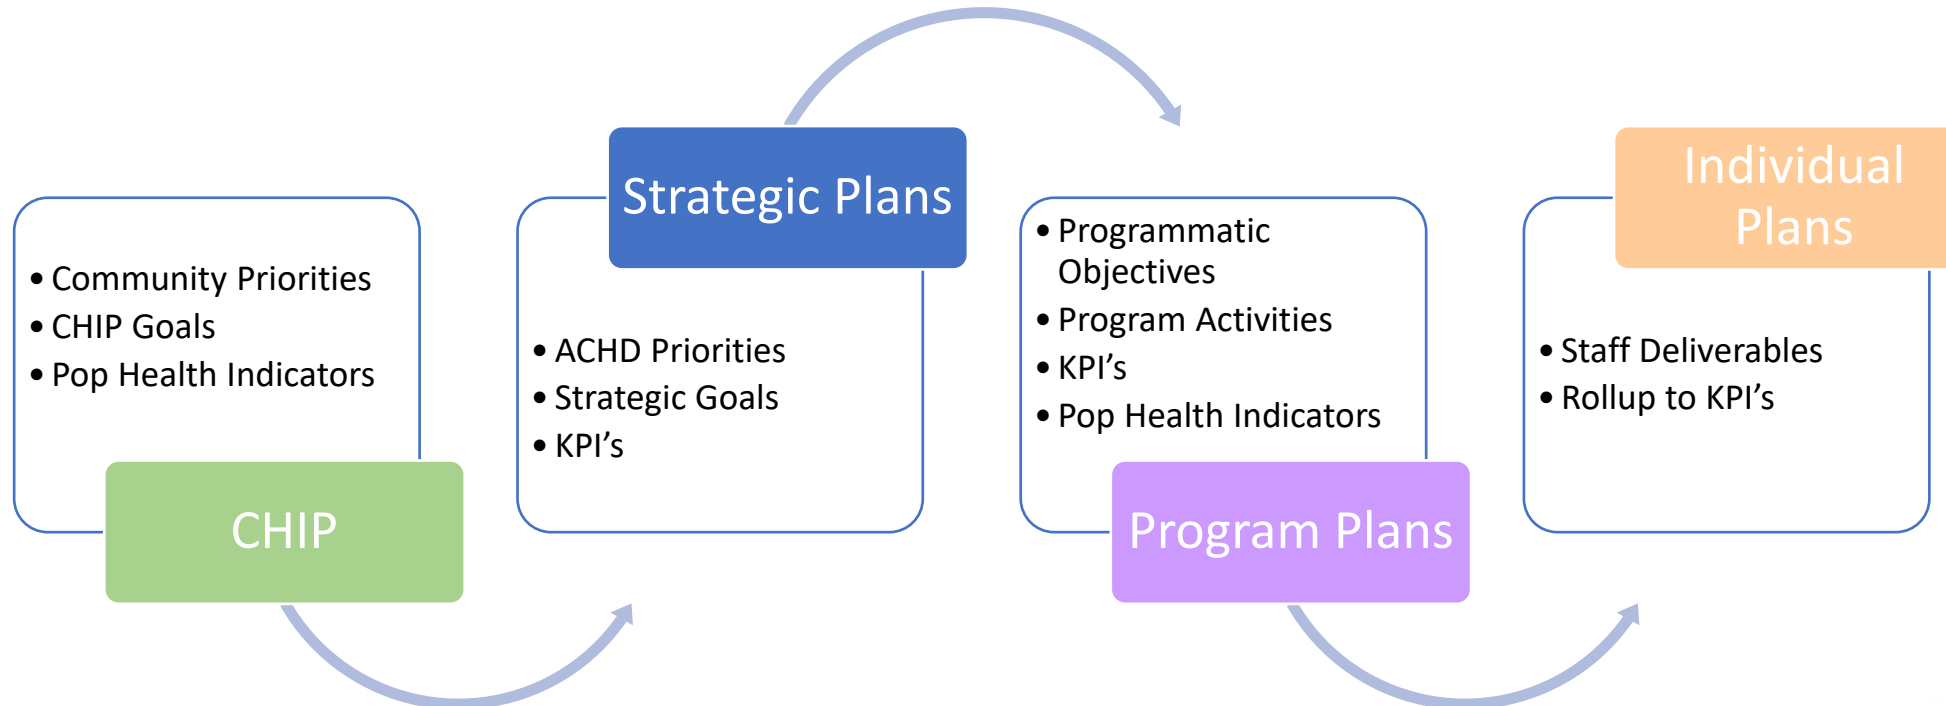 • Community Priorities
• CHIP Goals
• Pop Health Indicators
CHIP
Strategic Plans
• ACHD Priorities
• Strategic Goals
• KPI’s
• Programmatic
Objectives
• Program Activities
• KPI’s
• Pop Health Indicators
Program Plans
Individual
Plans
• Staff Deliverables
• Rollup to KPI’s